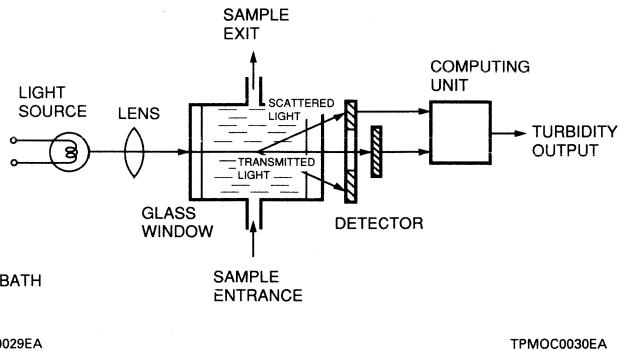 SAMPLE
EXIT
COMPUTING
UNIT
LIGHT
SOURCE
LENS
SCATTERED
LIGHT
TURBIDITY
OUTPUT
TRANSMITTED
LIGHT
GLASS
WINDOW
DETECTOR
BATH
SAMPLE
ENTRANCE
0029EA
TPMOC0030EA